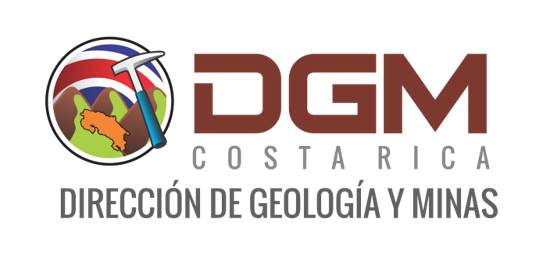 DGM
COSTA RICA
DIRECCIÓN DE GEOLOGÍA Y MINAS